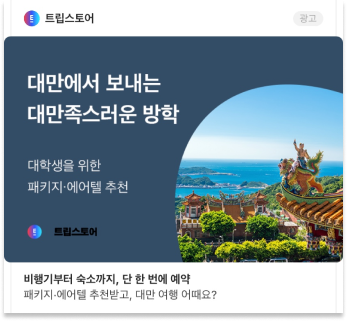 트립스토어
광고
대만에서 보내는
대만족스러운 방학
대학생을 위한
패키지·에어텔 추천
트립스토어
비행기부터 숙소까지, 단 한 번에 예약
패키지·에어텔 추천받고, 대만 여행 어때요?